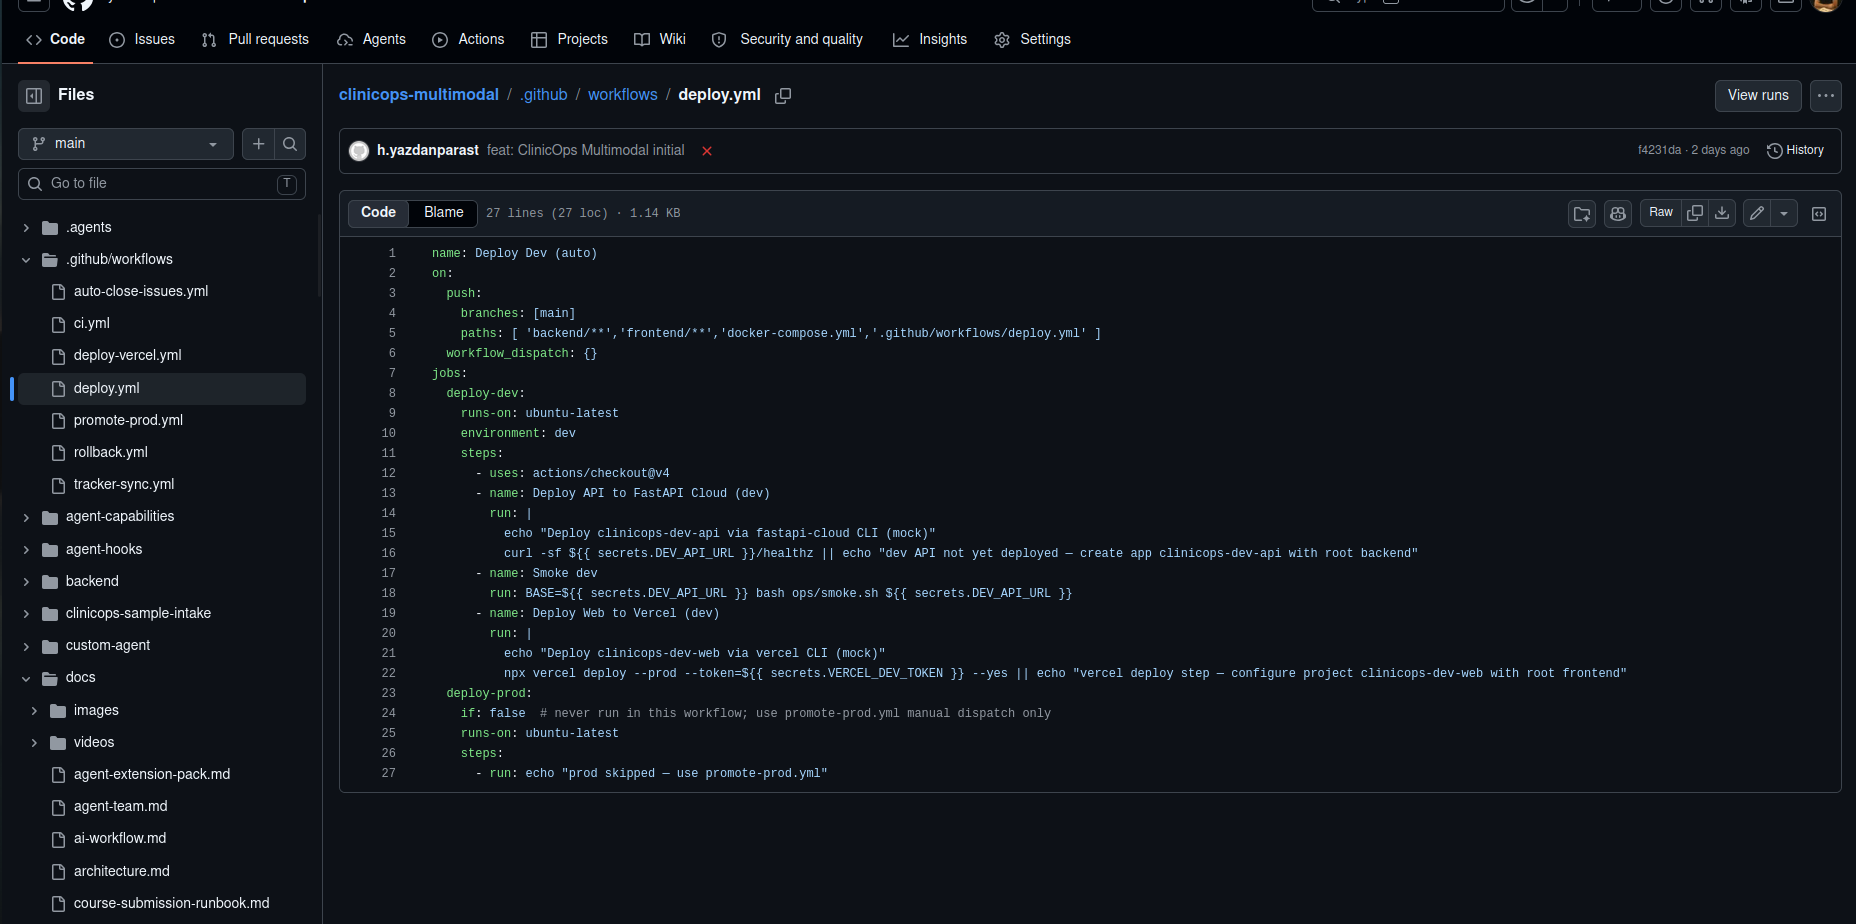 Code
Issues
Pull requests
Agents
Actions
Projects
Wiki
Security and quality
Insights
Settings
Files
main
Go to file
T
.agents
.github/workflows
auto-close-issues.yml
ci.yml
deploy-vercel.yml
deploy.yml
promote-prod.yml
rollback.yml
tracker-sync.yml
agent-capabilities
agent-hooks
backend
clinicops-sample-intake
custom-agent
docs
images
videos
agent-extension-pack.md
agent-team.md
ai-workflow.md
architecture.md
course-submission-runbook.md
clinicops-multimodal / .github / workflows / deploy.yml
View runs
h.yazdanparast feat: ClinicOps Multimodal initial
f4231da · 2 days ago
History
Code Blame 27 lines (27 loc) · 1.14 KB
Raw
1 name: Deploy Dev (auto)
2 on:
3   push:
4     branches: [main]
5     paths: [ 'backend/**','frontend/**','docker-compose.yml','.github/workflows/deploy.yml' ]
6   workflow_dispatch: {}
7 jobs:
8   deploy-dev:
9     runs-on: ubuntu-latest
10     environment: dev
11     steps:
12       - uses: actions/checkout@v4
13       - name: Deploy API to FastAPI Cloud (dev)
14         run: |
15           echo "Deploy clinicops-dev-api via fastapi-cloud CLI (mock)"
16           curl -sf ${{ secrets.DEV_API_URL }}/healthz || echo "dev API not yet deployed — create app clinicops-dev-api with root backend"
17       - name: Smoke dev
18         run: BASE=${{ secrets.DEV_API_URL }} bash ops/smoke.sh ${{ secrets.DEV_API_URL }}
19       - name: Deploy Web to Vercel (dev)
20         run: |
21           echo "Deploy clinicops-dev-web via vercel CLI (mock)"
22           npx vercel deploy --prod --token=${{ secrets.VERCEL_DEV_TOKEN }} --yes || echo "vercel deploy step — configure project clinicops-dev-web with root frontend"
23   deploy-prod:
24     if: false  # never run in this workflow; use promote-prod.yml manual dispatch only
25     runs-on: ubuntu-latest
26     steps:
27       - run: echo "prod skipped — use promote-prod.yml"